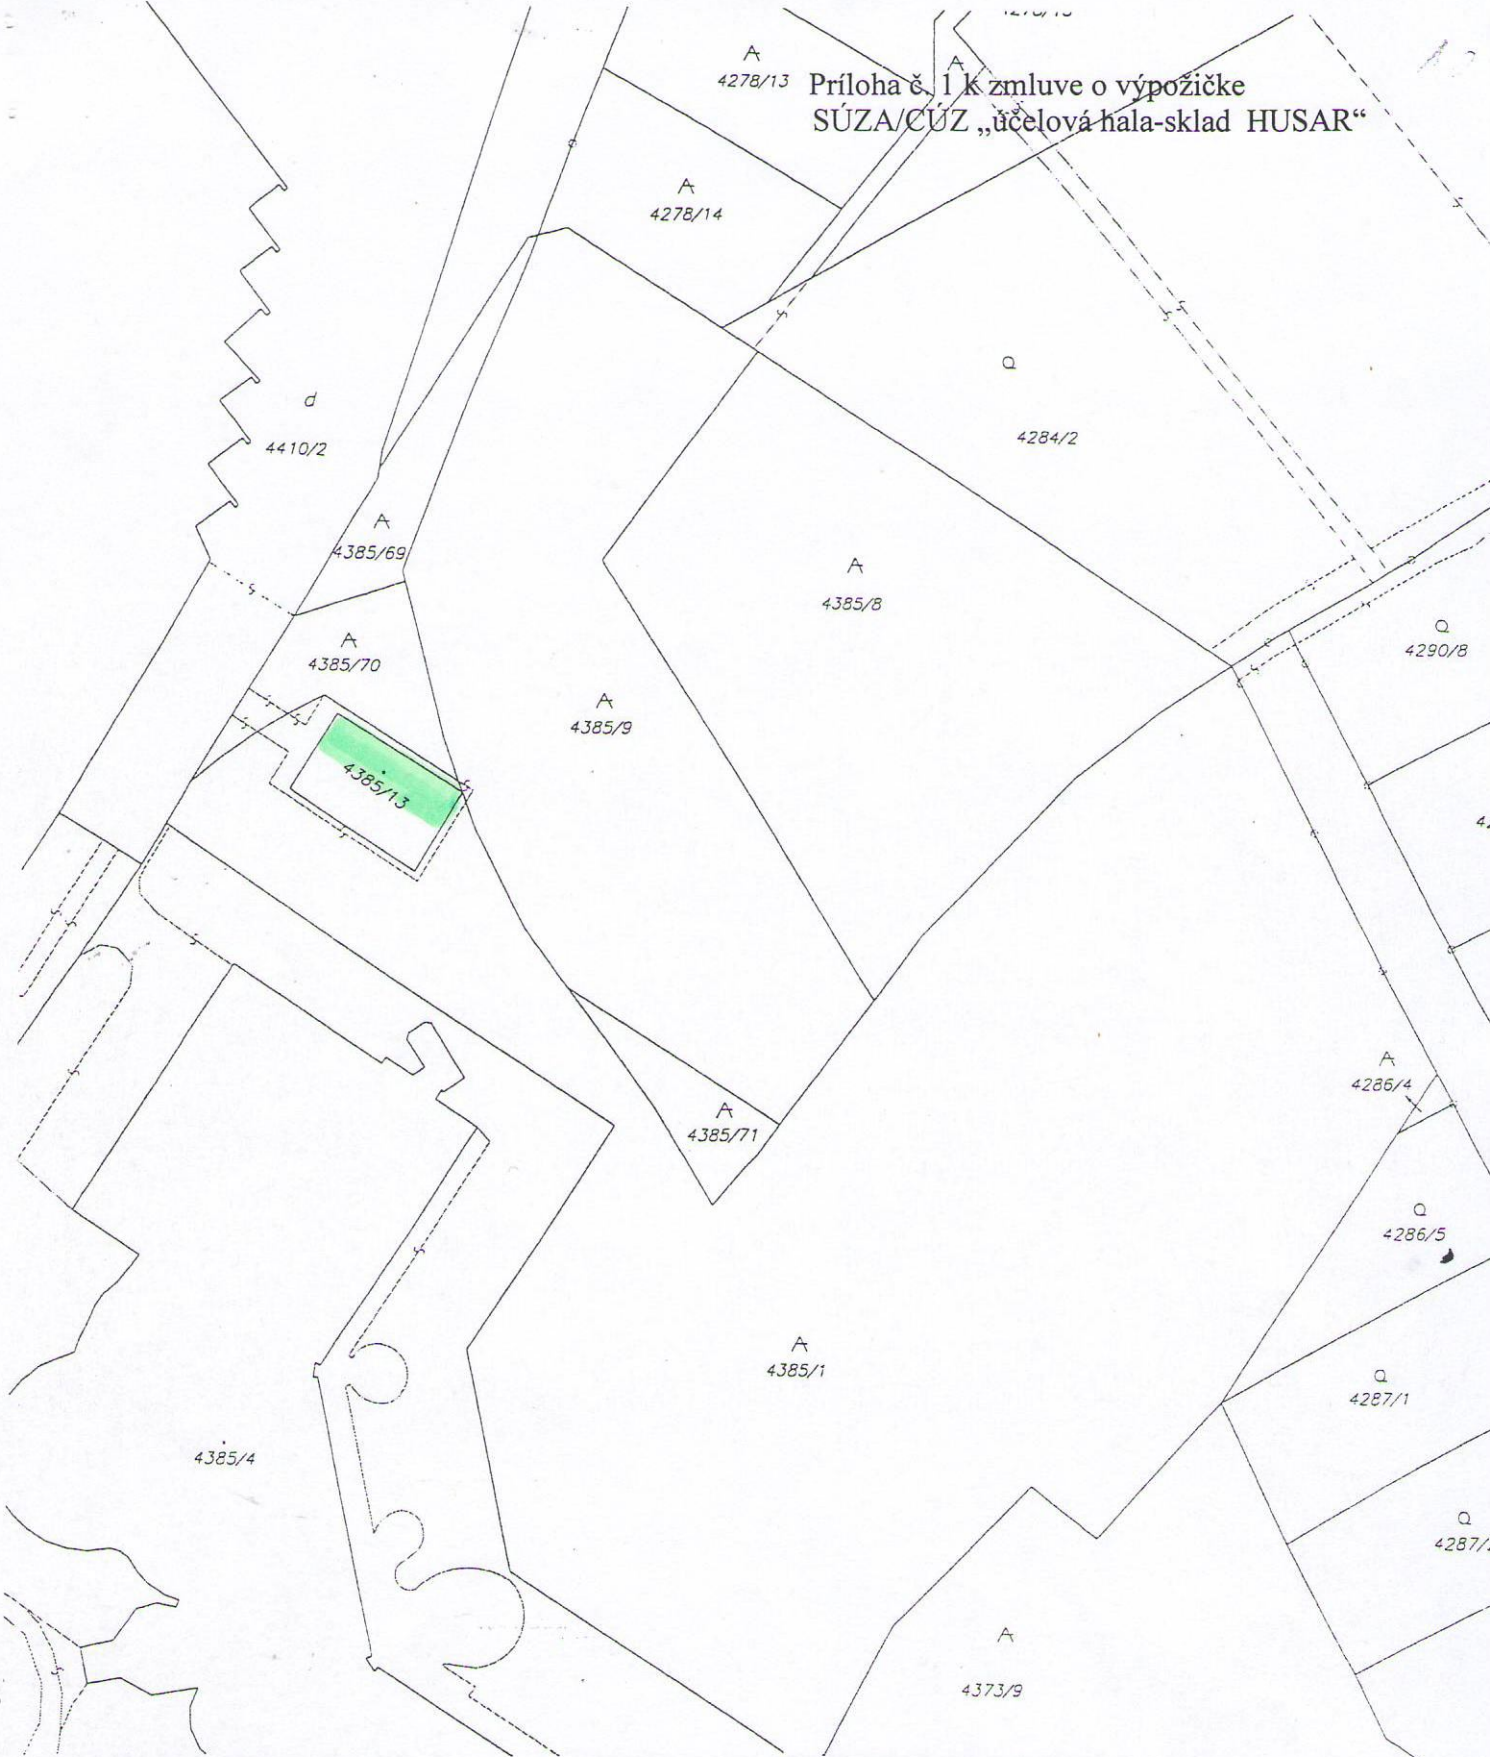 A
4278/13
A
Príloha č. 1 k zmluve o výpožičke
SÚZA/CÚZ „účelová hala-sklad HUSAR“
A
4278/14
Q
4284/2
d
4410/2
A
4385/69
A
4385/8
Q
4290/8
A
4385/70
A
4385/9
4385/13
A
4286/4
A
4385/71
Q
4286/5
A
4385/1
Q
4287/1
4385/4
Q
4287/
A
4373/9